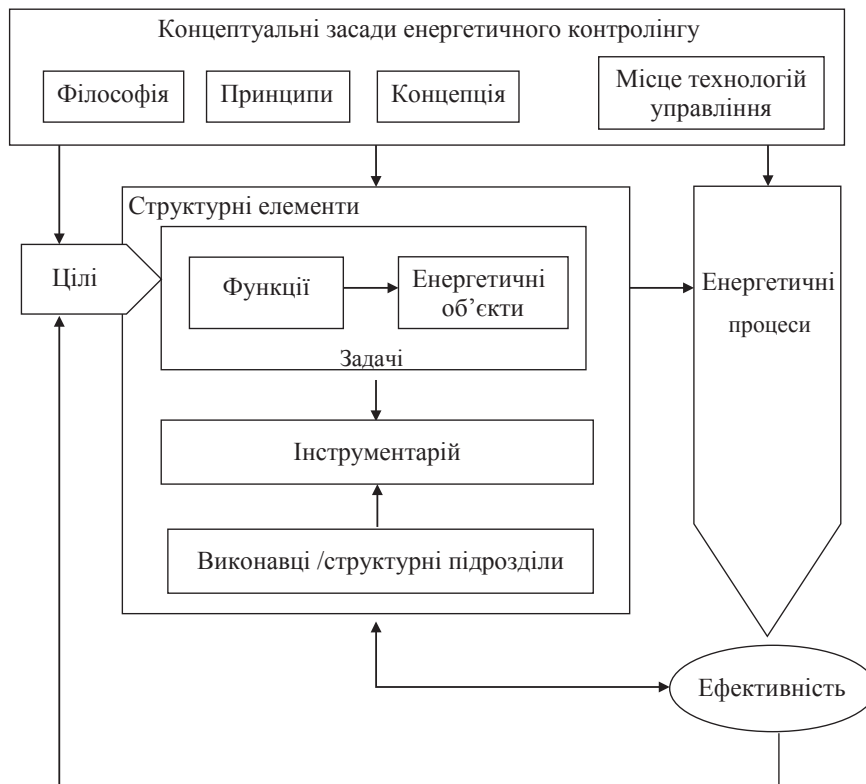 Концептуальні засади енергетичного контролінгу
Філософія
Принципи
Концепція
Місце технологій
управління
Структурні елементи
Цілі
Функції
Енергетичні
об’єкти
Задачі
Енергетичні
процеси
Інструментарій
Виконавці /структурні підрозділи
Ефективність